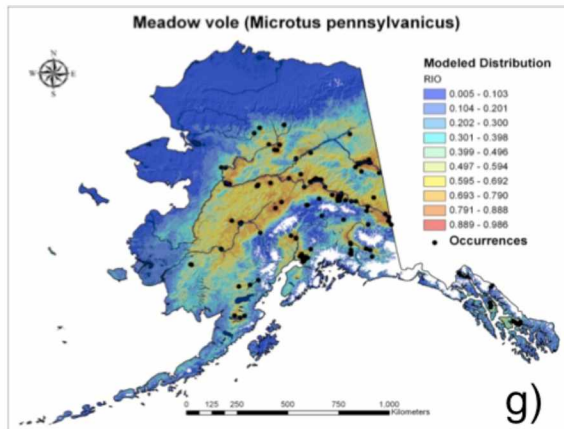 Meadow vole (Microtus pennsylvanicus)
N
W E
S
Modeled Distribution
RIO
0.005 - 0.103
0.104 - 0.201
0.202 - 0.300
0.301 - 0.398
0.399 - 0.496
0.497 - 0.594
0.595 - 0.692
0.693 - 0.790
0.791 - 0.888
0.889 - 0.986
Occurrences
0 125 250 500 750 1,000
Kilometers
g)